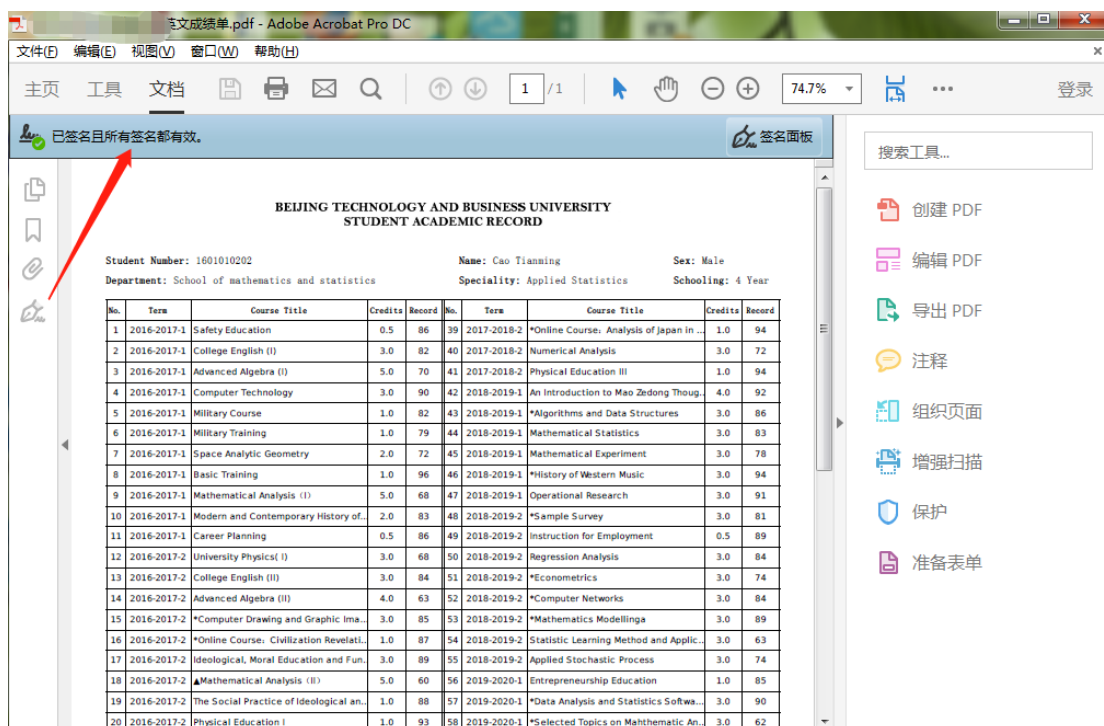 英文成绩单.pdf - Adobe Acrobat Pro DC
文件(F) 编辑(E) 视图(V) 窗口(W) 帮助(H)
主页 工具 文档 1 /1 74.7% 登录
已签名且所有签名都有效。 签名面板
搜索工具...
创建 PDF
编辑 PDF
导出 PDF
注释
组织页面
增强扫描
保护
准备表单
BEIJING TECHNOLOGY AND BUSINESS UNIVERSITY
STUDENT ACADEMIC RECORD
Student Number: 1601010202 Name: Cao Tianming Sex: Male
Department: School of mathematics and statistics Speciality: Applied Statistics Schooling: 4 Year
No. Term Course Title Credits Record No. Term Course Title Credits Record
1 2016-2017-1 Safety Education 0.5 86 39 2017-2018-2 *Online Course: Analysis of Japan in ... 1.0 94
2 2016-2017-1 College English (I) 3.0 82 40 2017-2018-2 Numerical Analysis 3.0 72
3 2016-2017-1 Advanced Algebra (I) 5.0 70 41 2017-2018-2 Physical Education III 1.0 94
4 2016-2017-1 Computer Technology 3.0 90 42 2018-2019-1 An Introduction to Mao Zedong Thoug.. 4.0 92
5 2016-2017-1 Military Course 1.0 82 43 2018-2019-1 *Algorithms and Data Structures 3.0 86
6 2016-2017-1 Military Training 1.0 79 44 2018-2019-1 Mathematical Statistics 3.0 83
7 2016-2017-1 Space Analytic Geometry 2.0 72 45 2018-2019-1 Mathematical Experiment 3.0 78
8 2016-2017-1 Basic Training 1.0 96 46 2018-2019-1 *History of Western Music 3.0 94
9 2016-2017-1 Mathematical Analysis（I） 5.0 68 47 2018-2019-1 Operational Research 3.0 91
10 2016-2017-1 Modern and Contemporary History of.. 2.0 83 48 2018-2019-2 *Sample Survey 3.0 81
11 2016-2017-1 Career Planning 0.5 86 49 2018-2019-2 Instruction for Employment 0.5 89
12 2016-2017-2 University Physics( I) 3.0 68 50 2018-2019-2 Regression Analysis 3.0 84
13 2016-2017-2 College English (II) 3.0 84 51 2018-2019-2 *Econometrics 3.0 74
14 2016-2017-2 Advanced Algebra (II) 4.0 63 52 2018-2019-2 *Computer Networks 3.0 84
15 2016-2017-2 *Computer Drawing and Graphic Ima... 3.0 85 53 2018-2019-2 *Mathematics Modellinga 3.0 89
16 2016-2017-2 *Online Course: Civilization Revelati.. 1.0 87 54 2018-2019-2 Statistic Learning Method and Applic.. 3.0 63
17 2016-2017-2 Ideological, Moral Education and Fun.. 3.0 89 55 2018-2019-2 Applied Stochastic Process 3.0 74
18 2016-2017-2 ▲Mathematical Analysis（II） 5.0 60 56 2019-2020-1 Entrepreneurship Education 1.0 85
19 2016-2017-2 The Social Practice of Ideological an.. 1.0 88 57 2019-2020-1 *Data Analysis and Statistics Softwa... 3.0 90
20 2016-2017-2 Physical Education I 1.0 93 58 2019-2020-1 *Selected Topics on Mahthematic An.. 3.0 62